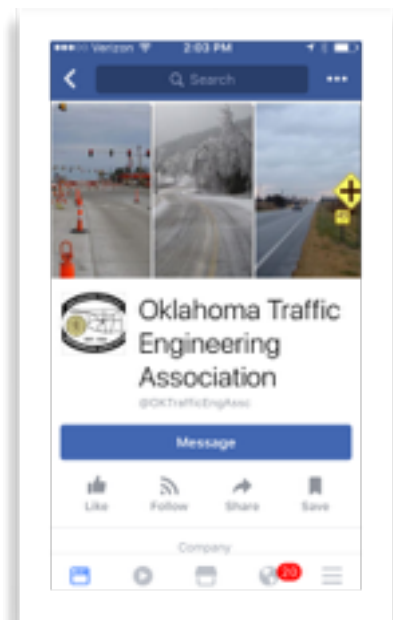 Verizon 2:03 PM
Search
Oklahoma Traffic
Engineering
Association
@OKTrafficEngAssc
Message
Like Follow Share Save
Company
20